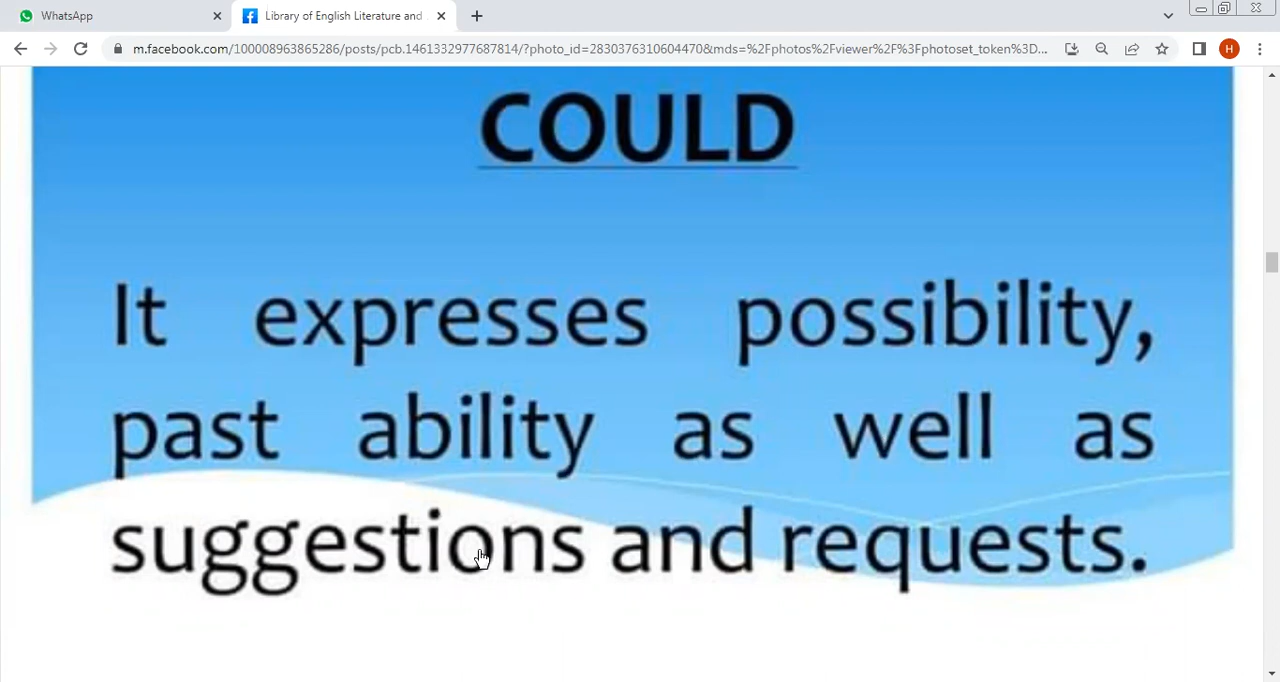 WhatsApp
Library of English Literature and
m.facebook.com/100008963865286/posts/pcb.1461332977687814/?photo_id=2830376310604470&mds=%2Fphotos%2Fviewer%2F%3Fphotoset_token%3D...
H
COULD
It expresses possibility,
past ability as well as
suggestions and requests.